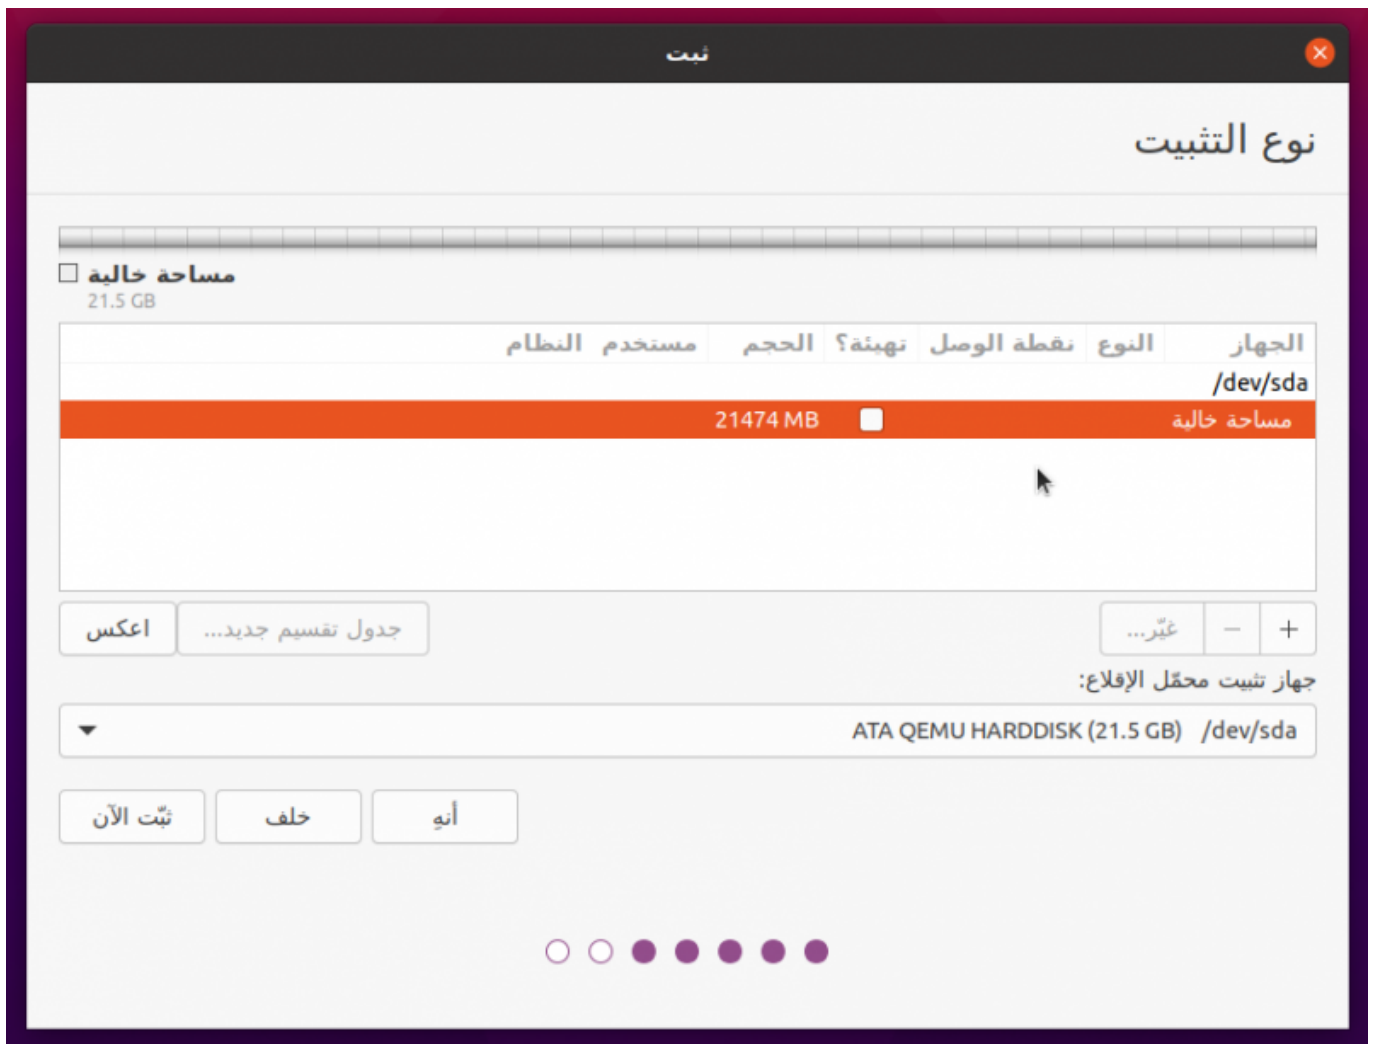 ثبت
نوع التثبيت
مساحة خالية
21.5 GB
الجهاز النوع نقطة الوصل تهيئة؟ الحجم مستخدم النظام
/dev/sda
مساحة خالية 21474 MB
+ − غيّر... جدول تقسيم جديد... اعكس
جهاز تثبيت محمّل الإقلاع:
/dev/sda ATA QEMU HARDDISK (21.5 GB)
أنهِ خلف ثبّت الآن